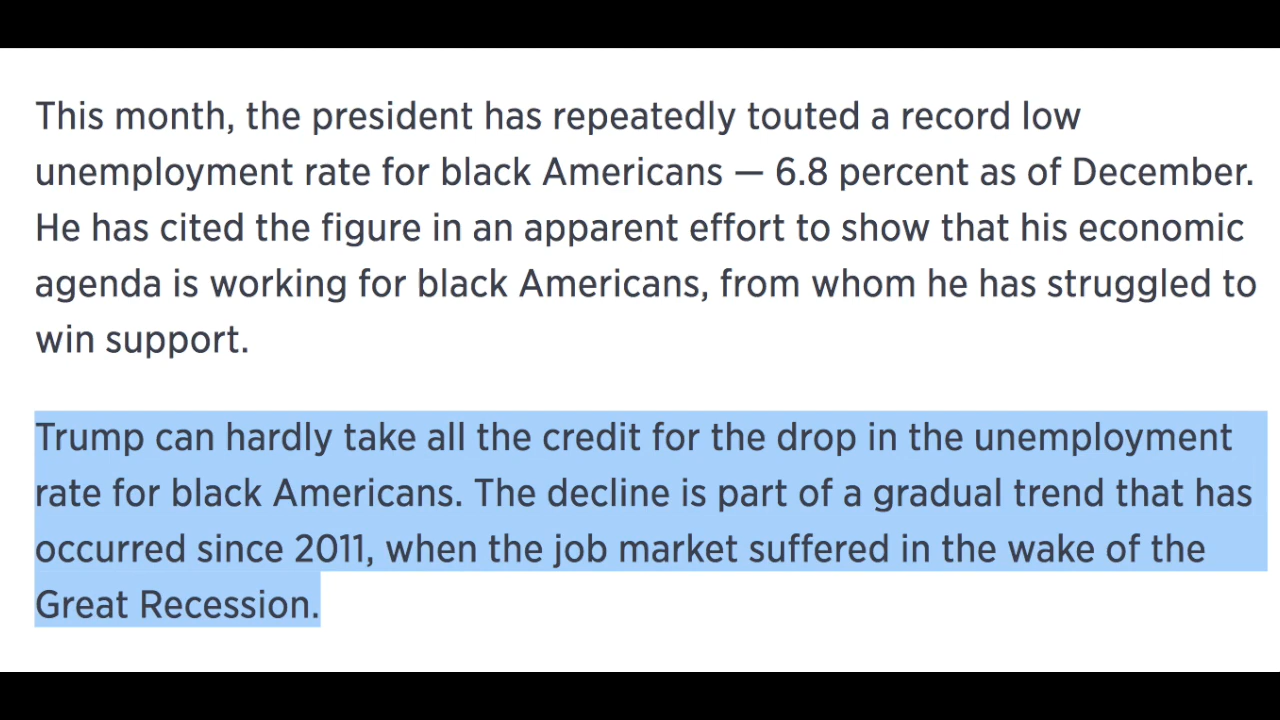 This month, the president has repeatedly touted a record low
unemployment rate for black Americans — 6.8 percent as of December.
He has cited the figure in an apparent effort to show that his economic
agenda is working for black Americans, from whom he has struggled to
win support.
Trump can hardly take all the credit for the drop in the unemployment
rate for black Americans. The decline is part of a gradual trend that has
occurred since 2011, when the job market suffered in the wake of the
Great Recession.